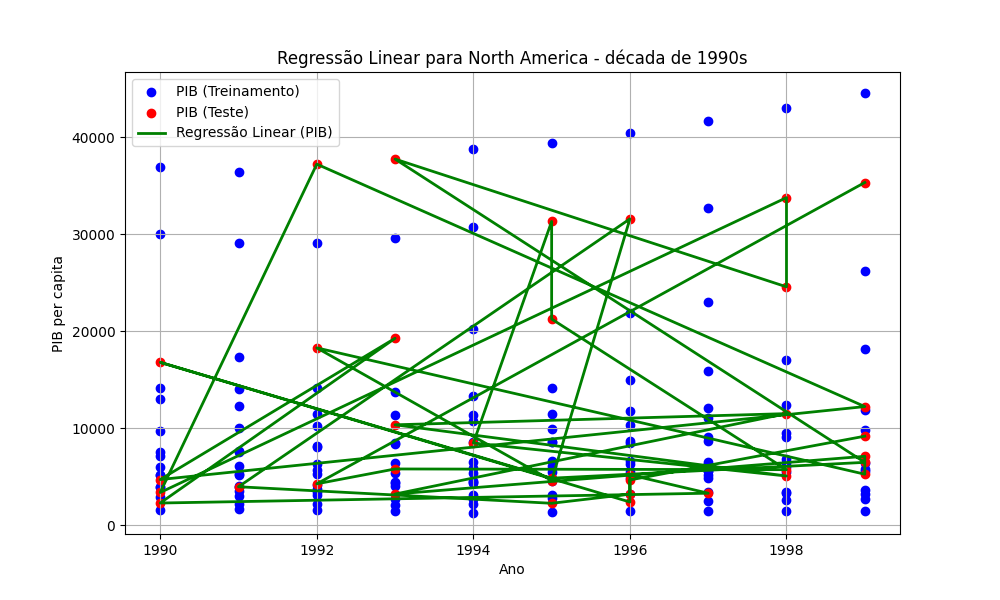 Regressão Linear para North America - década de 1990s
PIB (Treinamento)
PIB (Teste)
Regressão Linear (PIB)
PIB per capita
40000
30000
20000
10000
0
1990
1992
1994
1996
1998
Ano